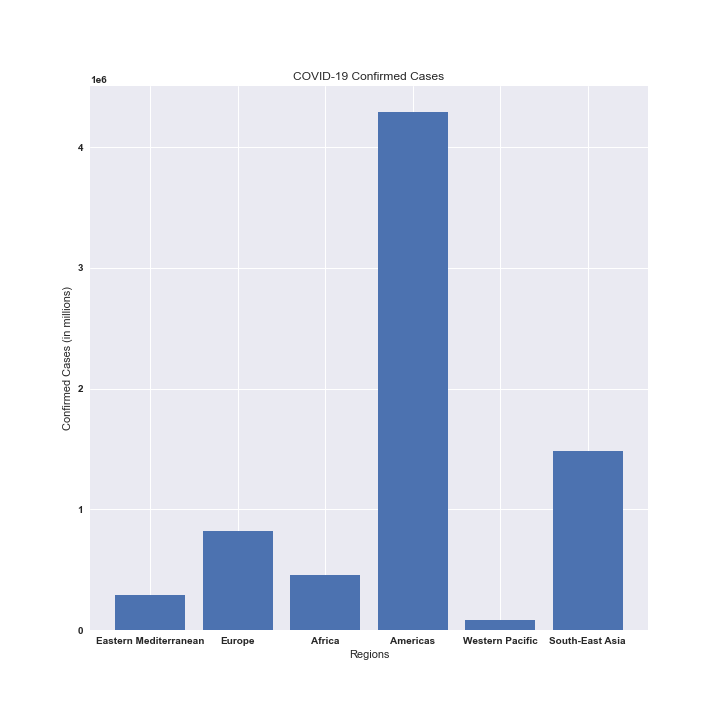 COVID-19 Confirmed Cases
1e6
4
3
2
1
0
Confirmed Cases (in millions)
Eastern Mediterranean Europe Africa Americas Western Pacific South-East Asia
Regions